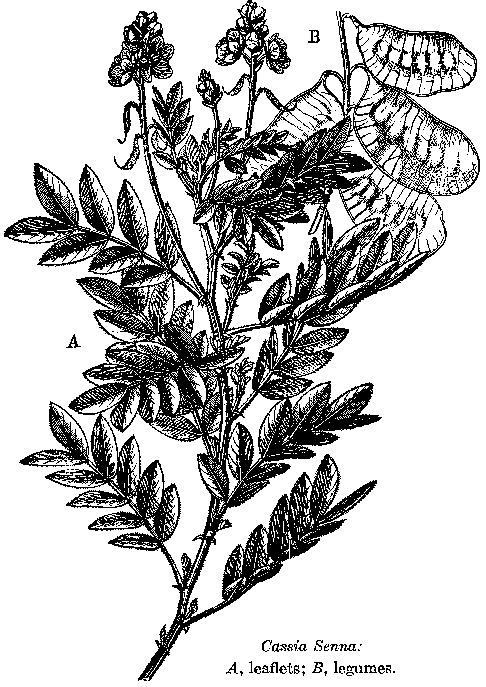 B
A
Cassia Senna:
A, leaflets; B, legumes.